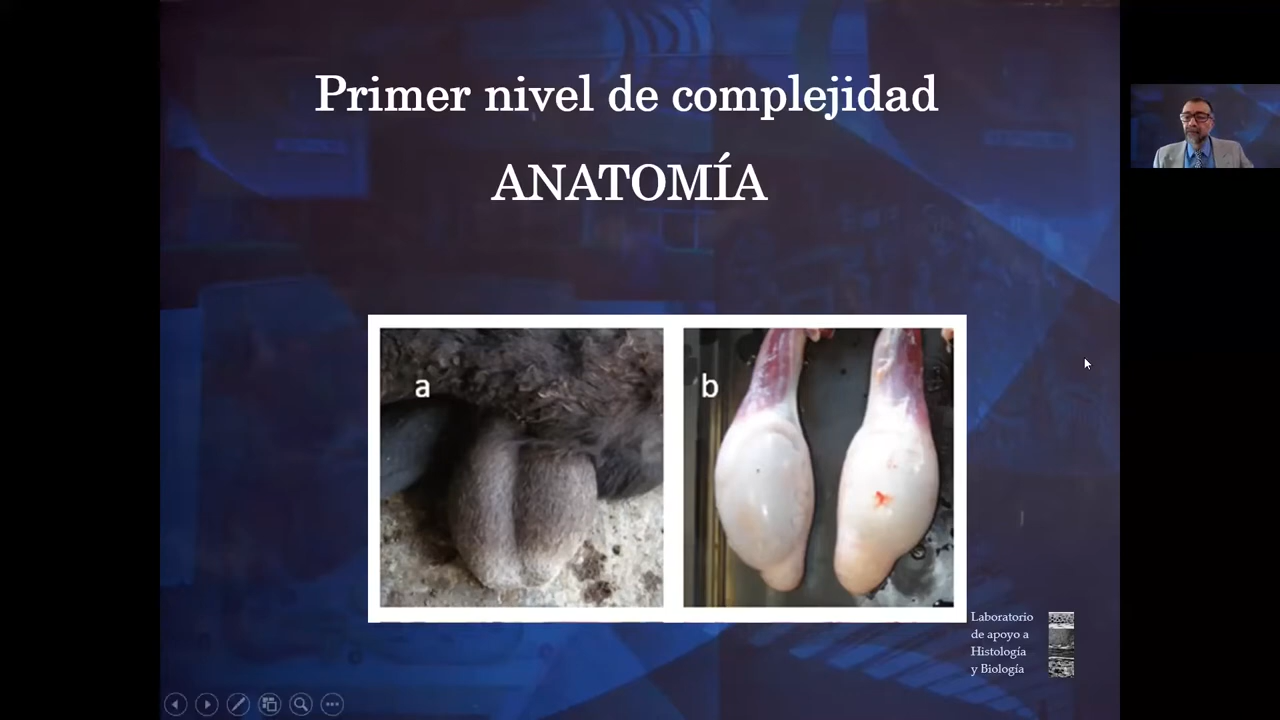 Primer nivel de complejidad
ANATOMÍA
a
b
Laboratorio
de apoyo a
Histología
y Biología